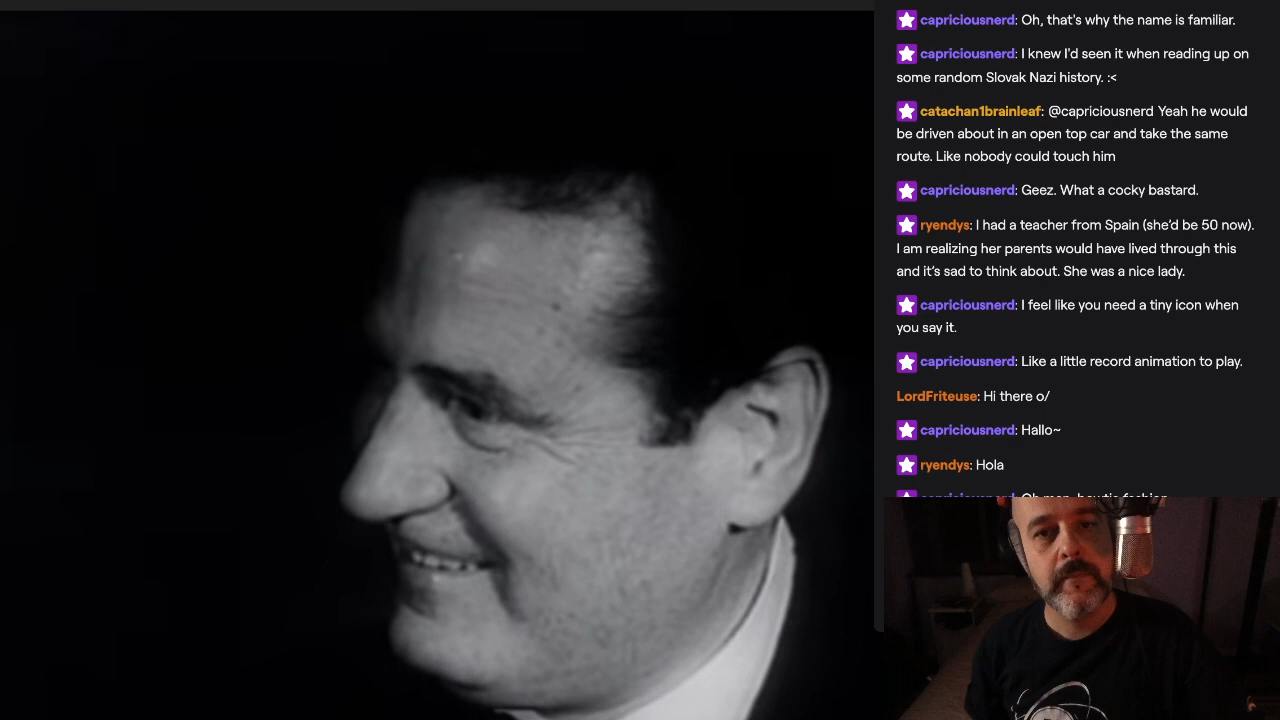 capriciousnerd: Oh, that's why the name is familiar.
capriciousnerd: I knew I'd seen it when reading up on
some random Slovak Nazi history. :<
catachan1brainleaf: @capriciousnerd Yeah he would
be driven about in an open top car and take the same
route. Like nobody could touch him
capriciousnerd: Geez. What a cocky bastard.
ryendys: I had a teacher from Spain (she'd be 50 now).
I am realizing her parents would have lived through this
and it's sad to think about. She was a nice lady.
capriciousnerd: I feel like you need a tiny icon when
you say it.
capriciousnerd: Like a little record animation to play.
LordFriteuse: Hi there o/
capriciousnerd: Hallo~
ryendys: Hola